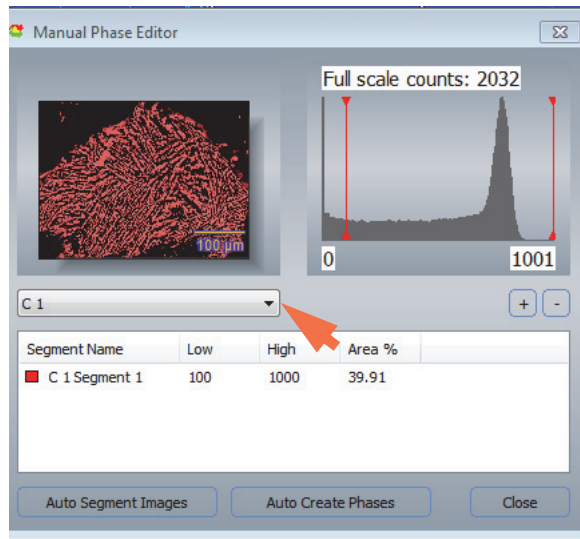 Manual Phase Editor
Full scale counts: 2032
100 µm
0 1001
C 1
+ -
Segment Name Low High Area %
C 1 Segment 1 100 1000 39.91
Auto Segment Images Auto Create Phases Close